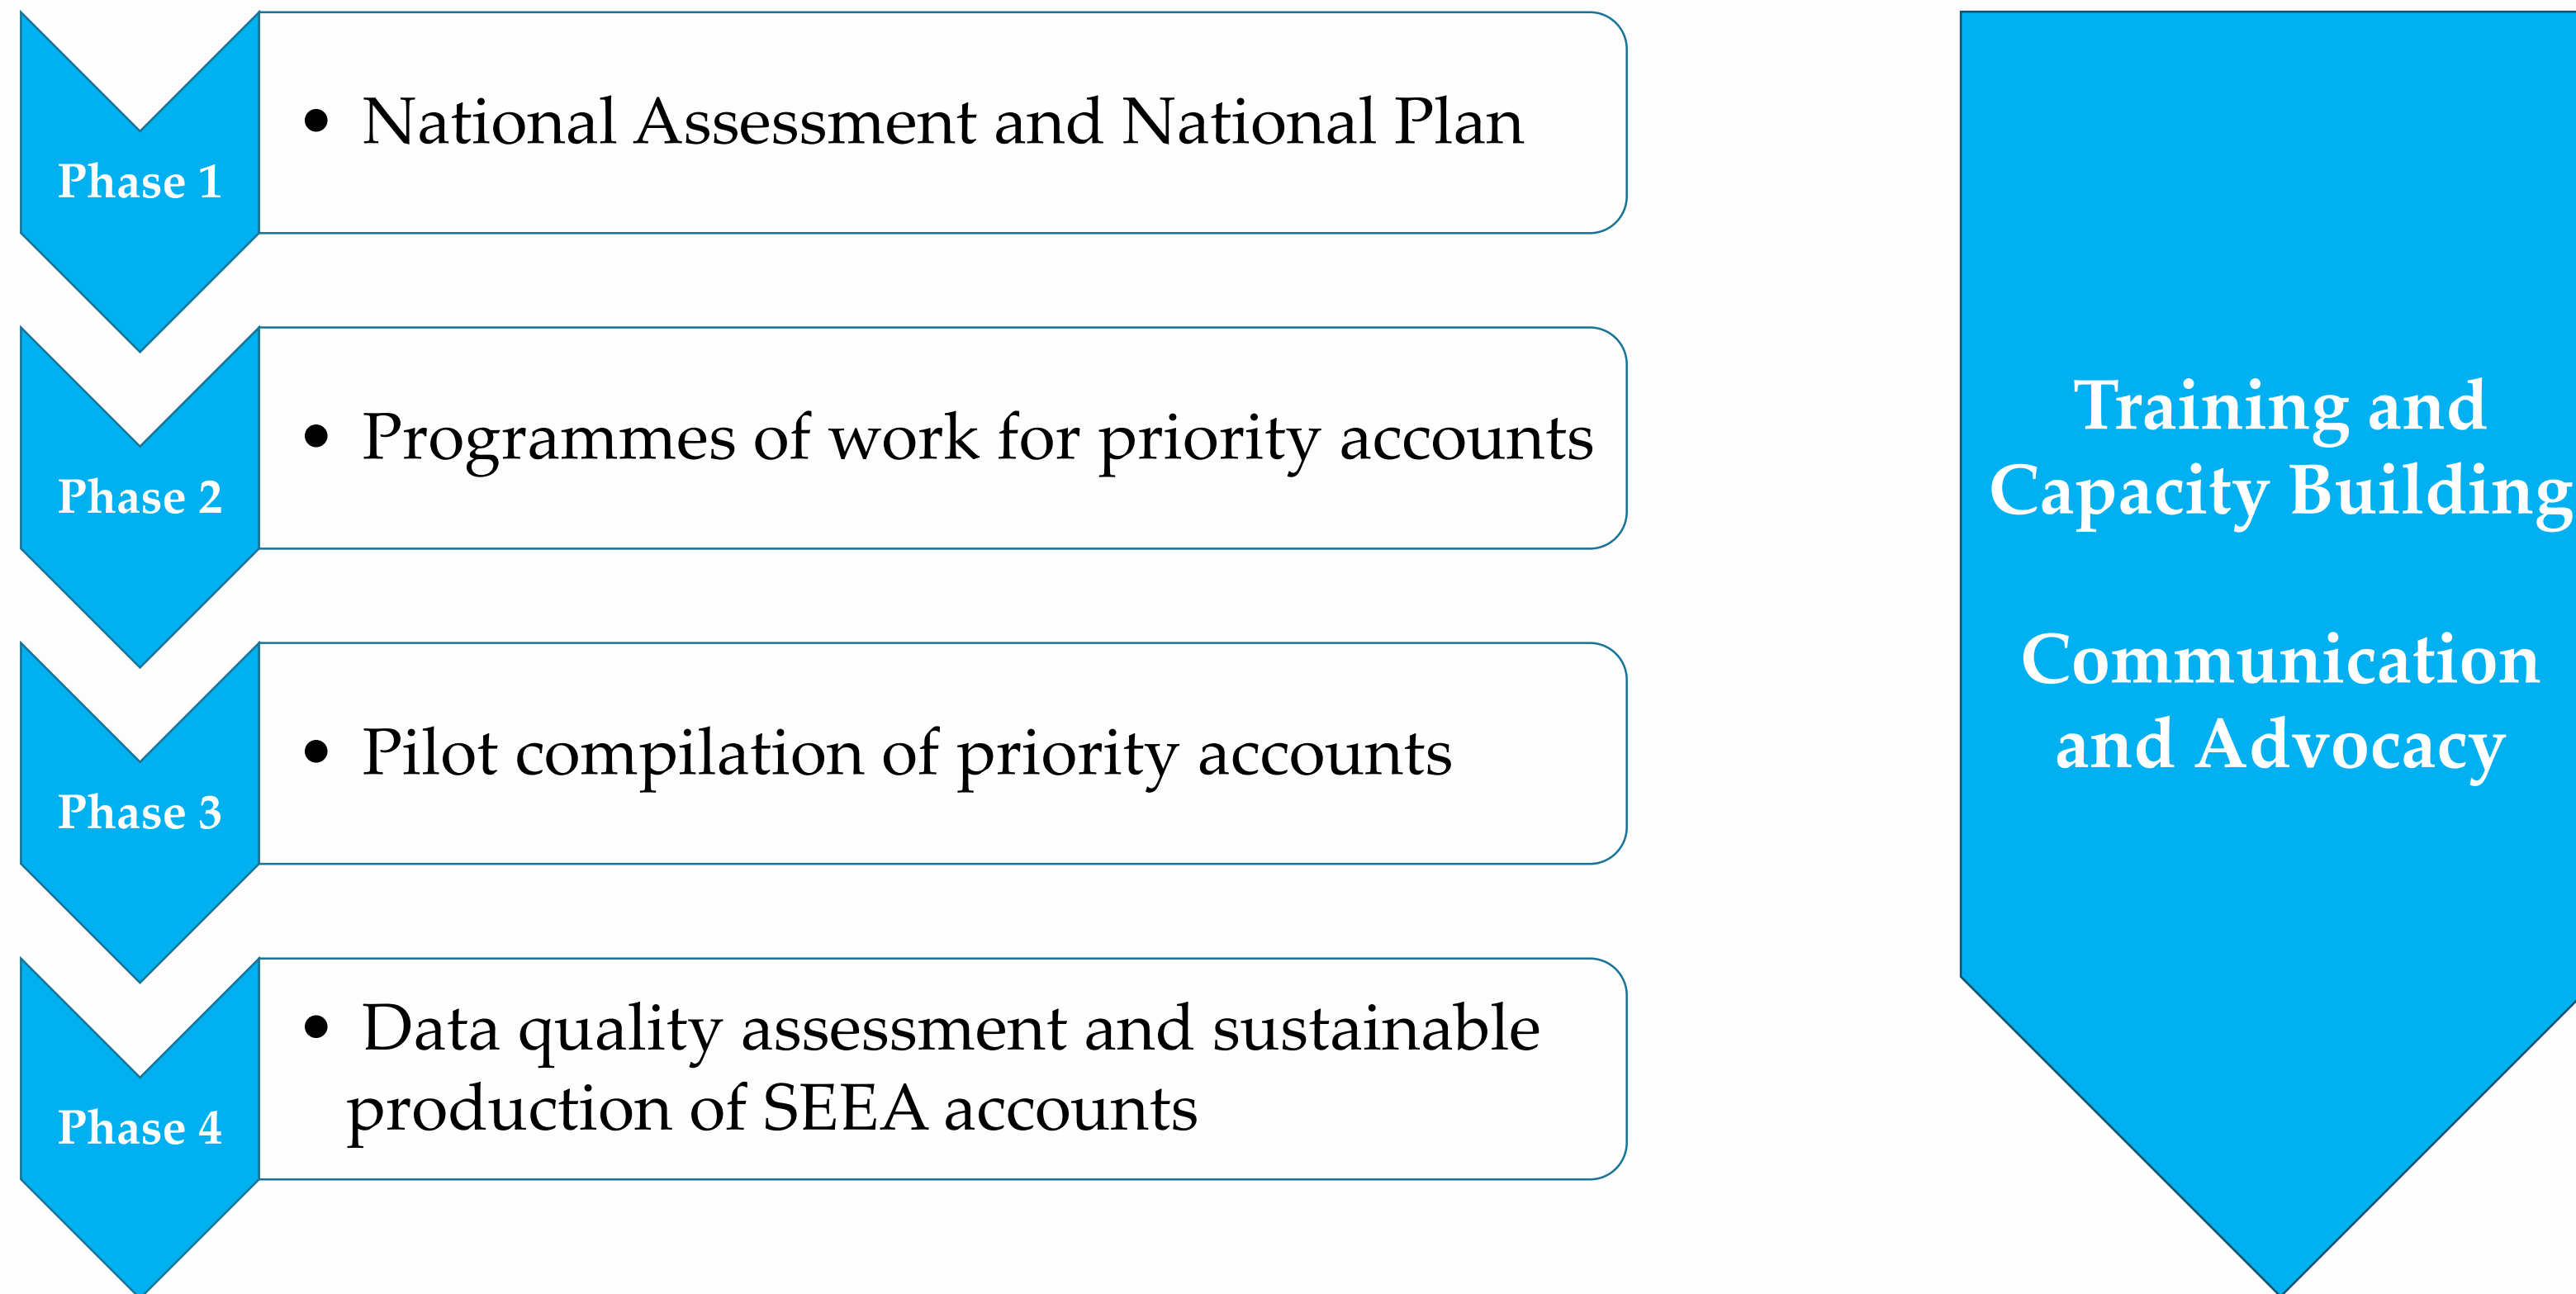 Phase 1
• National Assessment and National Plan
Phase 2
• Programmes of work for priority accounts
Phase 3
• Pilot compilation of priority accounts
Phase 4
• Data quality assessment and sustainable
production of SEEA accounts
Training and
Capacity Building
Communication
and Advocacy